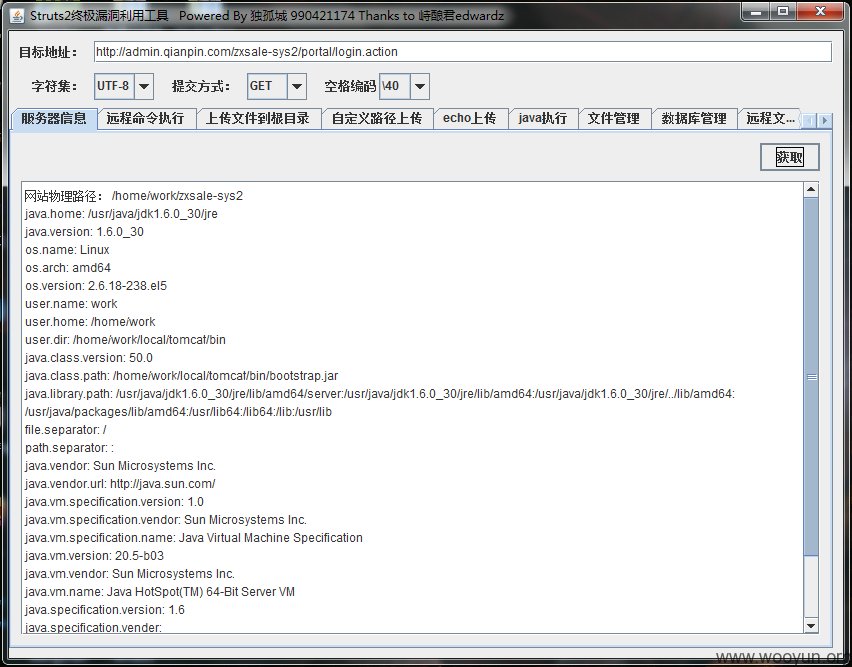 Struts2终极漏洞利用工具 Powered By 独孤城 990421174 Thanks to 峙酿君edwardz
目标地址： http://admin.qianpin.com/zxsale-sys2/portal/login.action
字符集： UTF-8 提交方式： GET 空格编码 \40
服务器信息 远程命令执行 上传文件到根目录 自定义路径上传 echo上传 java执行 文件管理 数据库管理 远程文...
获取
网站物理路径： /home/work/zxsale-sys2
java.home: /usr/java/jdk1.6.0_30/jre
java.version: 1.6.0_30
os.name: Linux
os.arch: amd64
os.version: 2.6.18-238.el5
user.name: work
user.home: /home/work
user.dir: /home/work/local/tomcat/bin
java.class.version: 50.0
java.class.path: /home/work/local/tomcat/bin/bootstrap.jar
java.library.path: /usr/java/jdk1.6.0_30/jre/lib/amd64/server:/usr/java/jdk1.6.0_30/jre/lib/amd64:/usr/java/jdk1.6.0_30/jre/../lib/amd64:
/usr/java/packages/lib/amd64:/usr/lib64:/lib64:/lib:/usr/lib
file.separator: /
path.separator: :
java.vendor: Sun Microsystems Inc.
java.vendor.url: http://java.sun.com/
java.vm.specification.version: 1.0
java.vm.specification.vendor: Sun Microsystems Inc.
java.vm.specification.name: Java Virtual Machine Specification
java.vm.version: 20.5-b03
java.vm.vendor: Sun Microsystems Inc.
java.vm.name: Java HotSpot(TM) 64-Bit Server VM
java.specification.version: 1.6
java.specification.vender:
www.wooyun.org